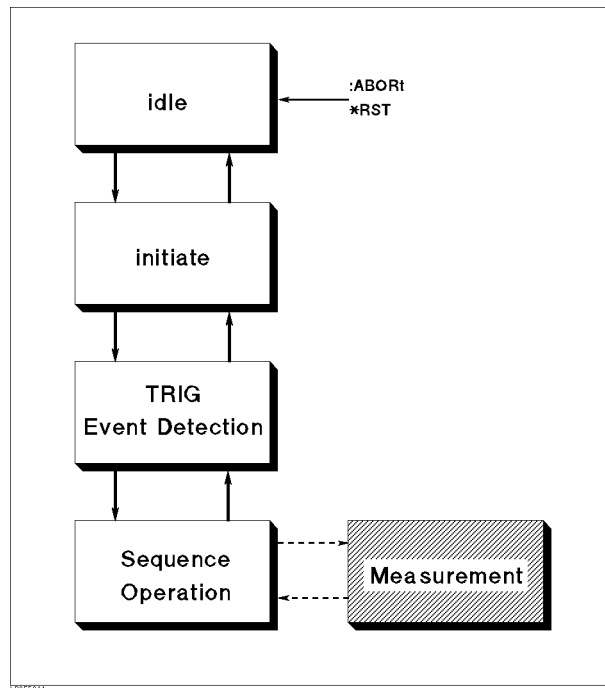 idle
:ABORt
*RST
initiate
TRIG
Event Detection
Sequence
Operation
Measurement